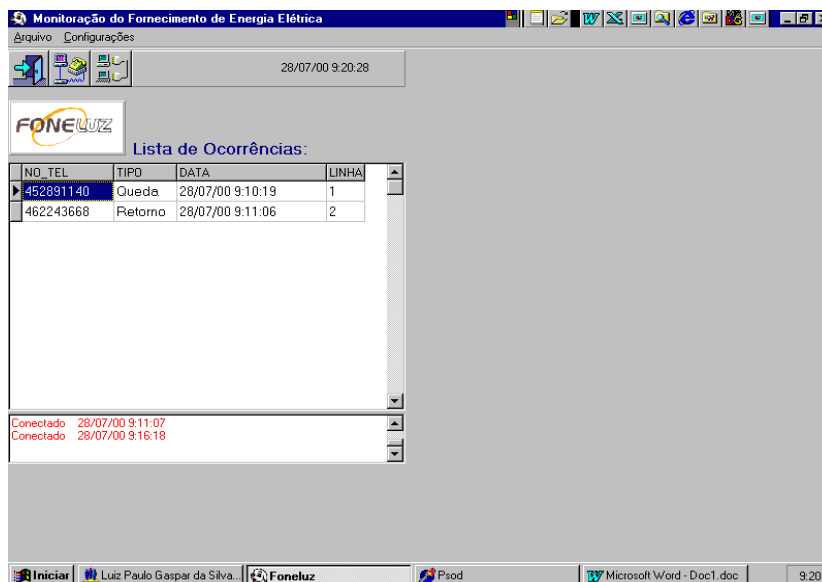 Monitoração do Fornecimento de Energia Elétrica
Arquivo Configurações
28/07/00 9:20:28
FONELUZ
Lista de Ocorrências:
NO_TEL TIPO DATA LINHA
452891140 Queda 28/07/00 9:10:19 1
462243668 Retorno 28/07/00 9:11:06 2
Conectado 28/07/00 9:11:07
Conectado 28/07/00 9:16:18
Iniciar Luiz Paulo Gaspar da Silva... Foneluz Psod Microsoft Word - Doc1.doc 9:20